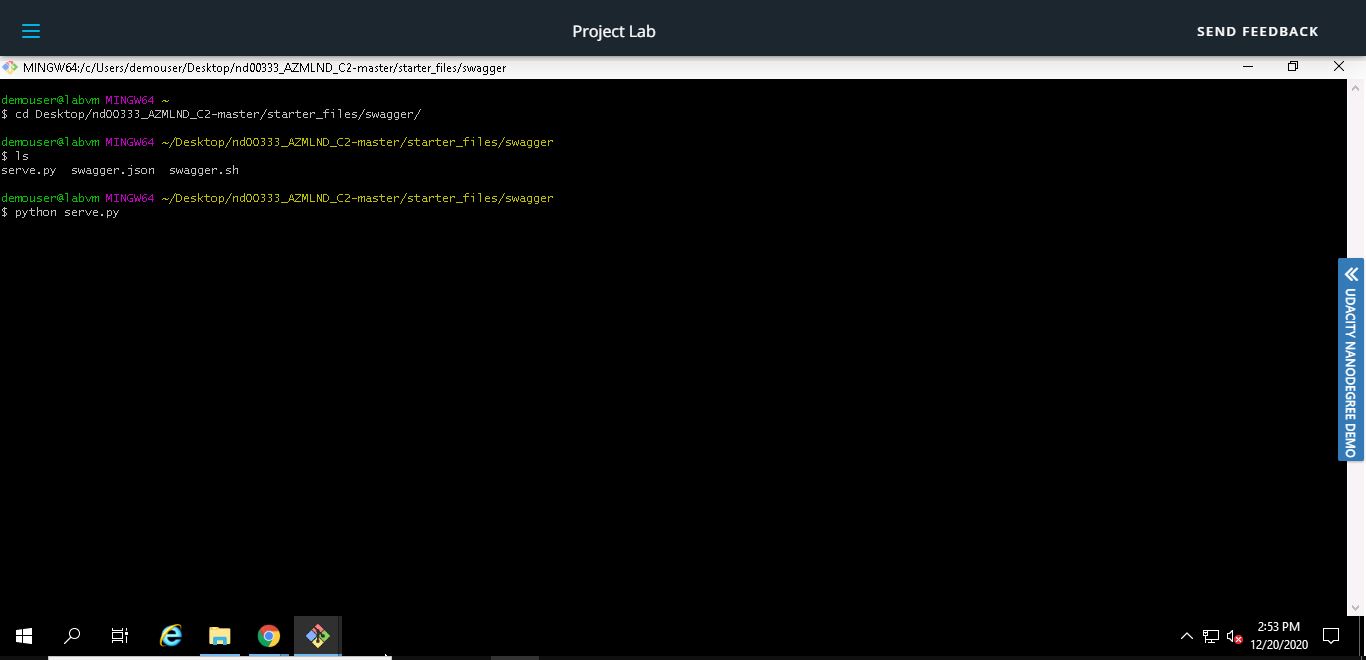 Project Lab
SEND FEEDBACK
MINGW64:/c/Users/demouser/Desktop/nd00333_AZMLND_C2-master/starter_files/swagger
demouser@labvm MINGW64 ~
$ cd Desktop/nd00333_AZMLND_C2-master/starter_files/swagger/
demouser@labvm MINGW64 ~/Desktop/nd00333_AZMLND_C2-master/starter_files/swagger
$ ls
serve.py  swagger.json  swagger.sh
demouser@labvm MINGW64 ~/Desktop/nd00333_AZMLND_C2-master/starter_files/swagger
$ python serve.py
UDACITY NANODEGREE DEMO
2:53 PM
12/20/2020